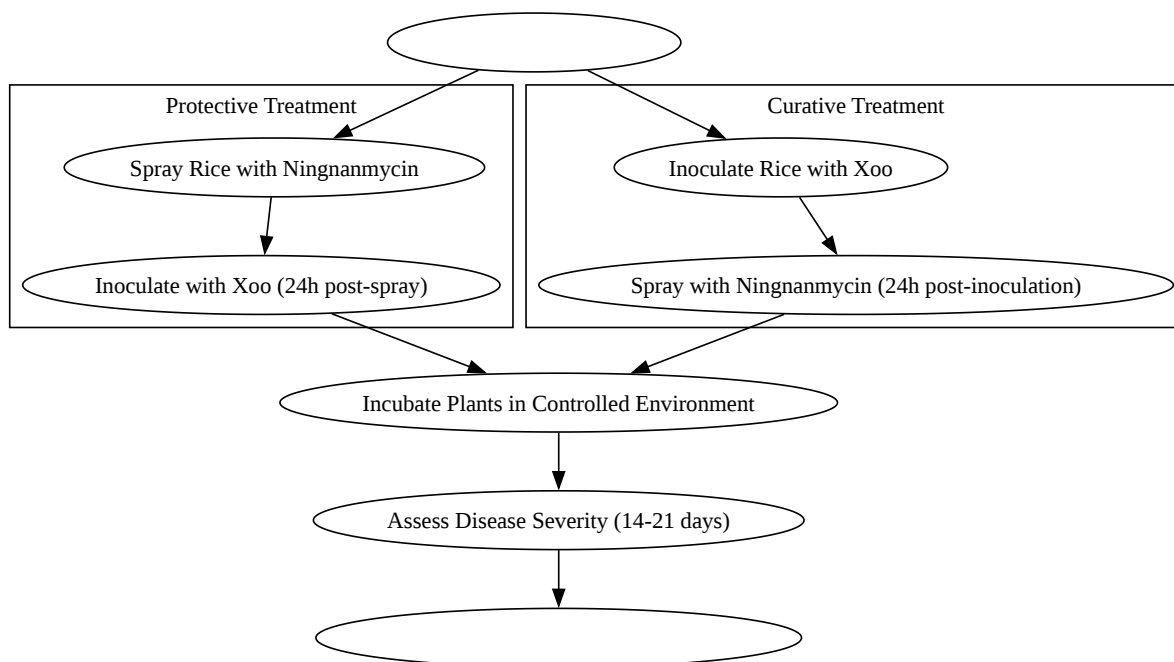 Protective Treatment
Curative Treatment
Spray Rice with Ningnanmycin
Inoculate Rice with Xoo
Inoculate with Xoo (24h post-spray)
Spray with Ningnanmycin (24h post-inoculation)
Incubate Plants in Controlled Environment
Assess Disease Severity (14-21 days)